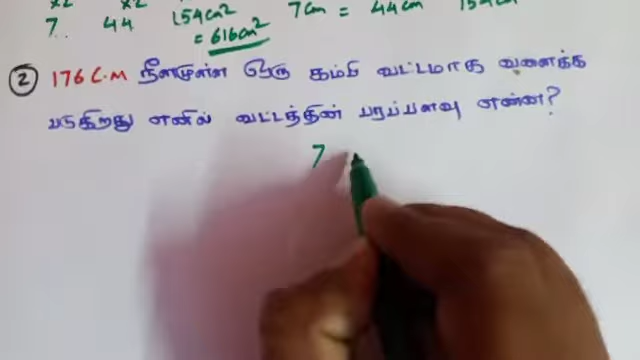 7 44 154cm² 7cm = 44cm
= 616cm²
② 176 C.M நீளமுள்ள ஒரு கம்பி வட்டமாக வளைக்க
படுகிறது எனில் வட்டத்தின் பரப்பளவு என்ன?
7